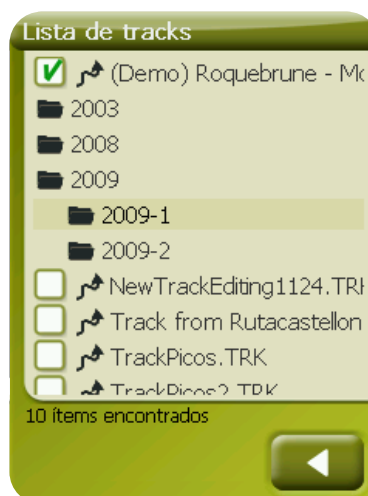 Lista de tracks
(Demo) Roquebrune - Mo
2003
2008
2009
2009-1
2009-2
NewTrackEditing1124.TRK
Track from Rutacastellon
TrackPicos.TRK
TrackPicos2.TRK
10 ítems encontrados